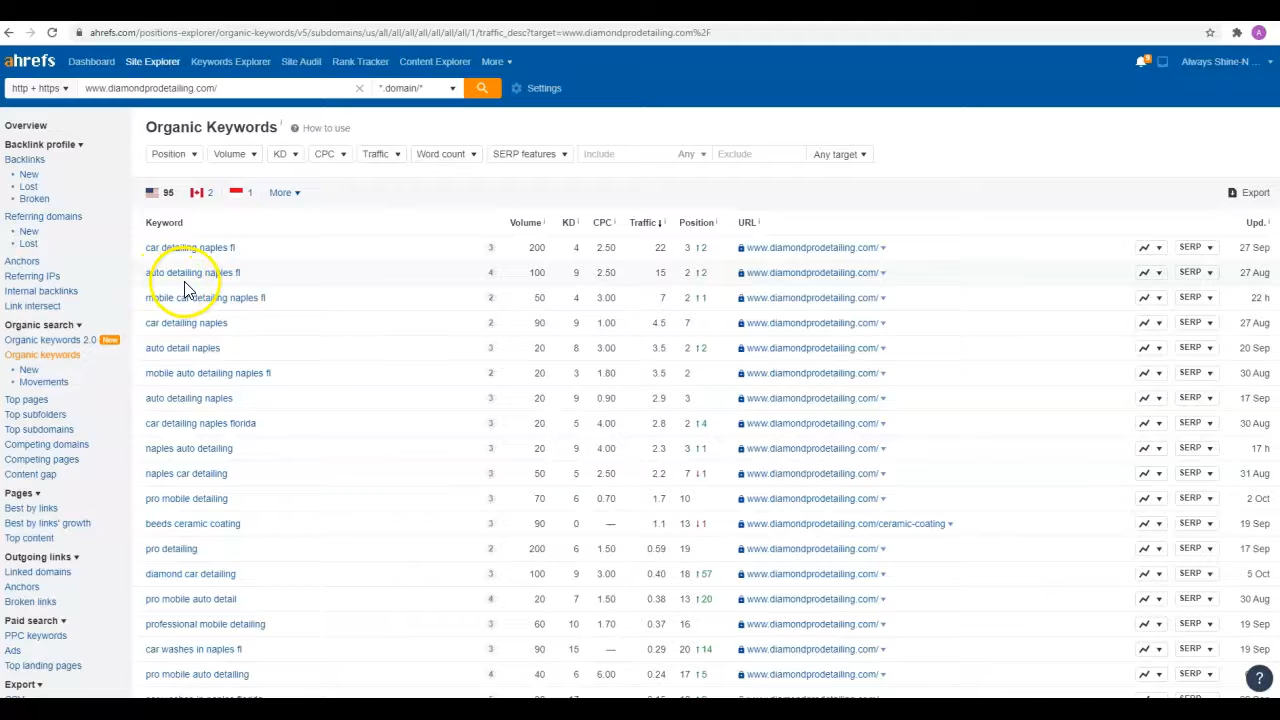 ahrefs.com/positions-explorer/organic-keywords/v5/subdomains/us/all/all/all/all/all/all/all/1/traffic_desc?target=www.diamondprodetailing.com%2F
A
ahrefs Dashboard Site Explorer Keywords Explorer Site Audit Rank Tracker Content Explorer More Always Shine-N ...
http + https www.diamondprodetailing.com/ *.domain/* Settings
Overview
Backlink profile
Backlinks
New
Lost
Broken
Referring domains
New
Lost
Anchors
Referring IPs
Internal backlinks
Link intersect
Organic search
Organic keywords 2.0 New
Organic keywords
New
Movements
Top pages
Top subfolders
Top subdomains
Competing domains
Competing pages
Content gap
Pages
Best by links
Best by links' growth
Top content
Outgoing links
Linked domains
Anchors
Broken links
Paid search
PPC keywords
Ads
Top landing pages
Export
Organic Keywords i ? How to use
Position Volume KD CPC Traffic Word count SERP features Include Any Exclude Any target
95 2 1 More Export
Keyword Volume KD CPC Traffic Position URL Upd.
car detailing naples fl 3 200 4 2.50 22 3 ↑2 www.diamondprodetailing.com/ SERP 27 Sep
auto detailing naples fl 4 100 9 2.50 15 2 ↑2 www.diamondprodetailing.com/ SERP 27 Aug
mobile car detailing naples fl 2 50 4 3.00 7 2 ↑1 www.diamondprodetailing.com/ SERP 22 h
car detailing naples 2 90 9 1.00 4.5 7 www.diamondprodetailing.com/ SERP 27 Aug
auto detail naples 3 20 8 3.00 3.5 2 ↑2 www.diamondprodetailing.com/ SERP 20 Sep
mobile auto detailing naples fl 2 20 3 1.80 3.5 2 www.diamondprodetailing.com/ SERP 30 Aug
auto detailing naples 3 20 9 0.90 2.9 3 www.diamondprodetailing.com/ SERP 17 Sep
car detailing naples florida 3 20 5 4.00 2.8 2 ↑4 www.diamondprodetailing.com/ SERP 30 Aug
naples auto detailing 3 20 9 4.00 2.3 3 ↑1 www.diamondprodetailing.com/ SERP 17 h
naples car detailing 3 50 5 2.50 2.2 7 ↓1 www.diamondprodetailing.com/ SERP 31 Aug
pro mobile detailing 3 70 6 0.70 1.7 10 www.diamondprodetailing.com/ SERP 2 Oct
beeds ceramic coating 3 90 0 — 1.1 13 ↓1 www.diamondprodetailing.com/ceramic-coating SERP 19 Sep
pro detailing 2 200 6 1.50 0.59 19 www.diamondprodetailing.com/ SERP 17 Sep
diamond car detailing 3 100 9 3.00 0.40 18 ↑57 www.diamondprodetailing.com/ SERP 5 Oct
pro mobile auto detail 4 20 7 1.50 0.38 13 ↑20 www.diamondprodetailing.com/ SERP 30 Aug
professional mobile detailing 3 60 10 1.70 0.37 16 www.diamondprodetailing.com/ SERP 19 Sep
car washes in naples fl 3 90 15 — 0.29 20 ↑14 www.diamondprodetailing.com/ SERP 19 Sep
pro mobile auto detailing 4 40 6 6.00 0.24 17 ↑5 www.diamondprodetailing.com/ SERP 30 Aug